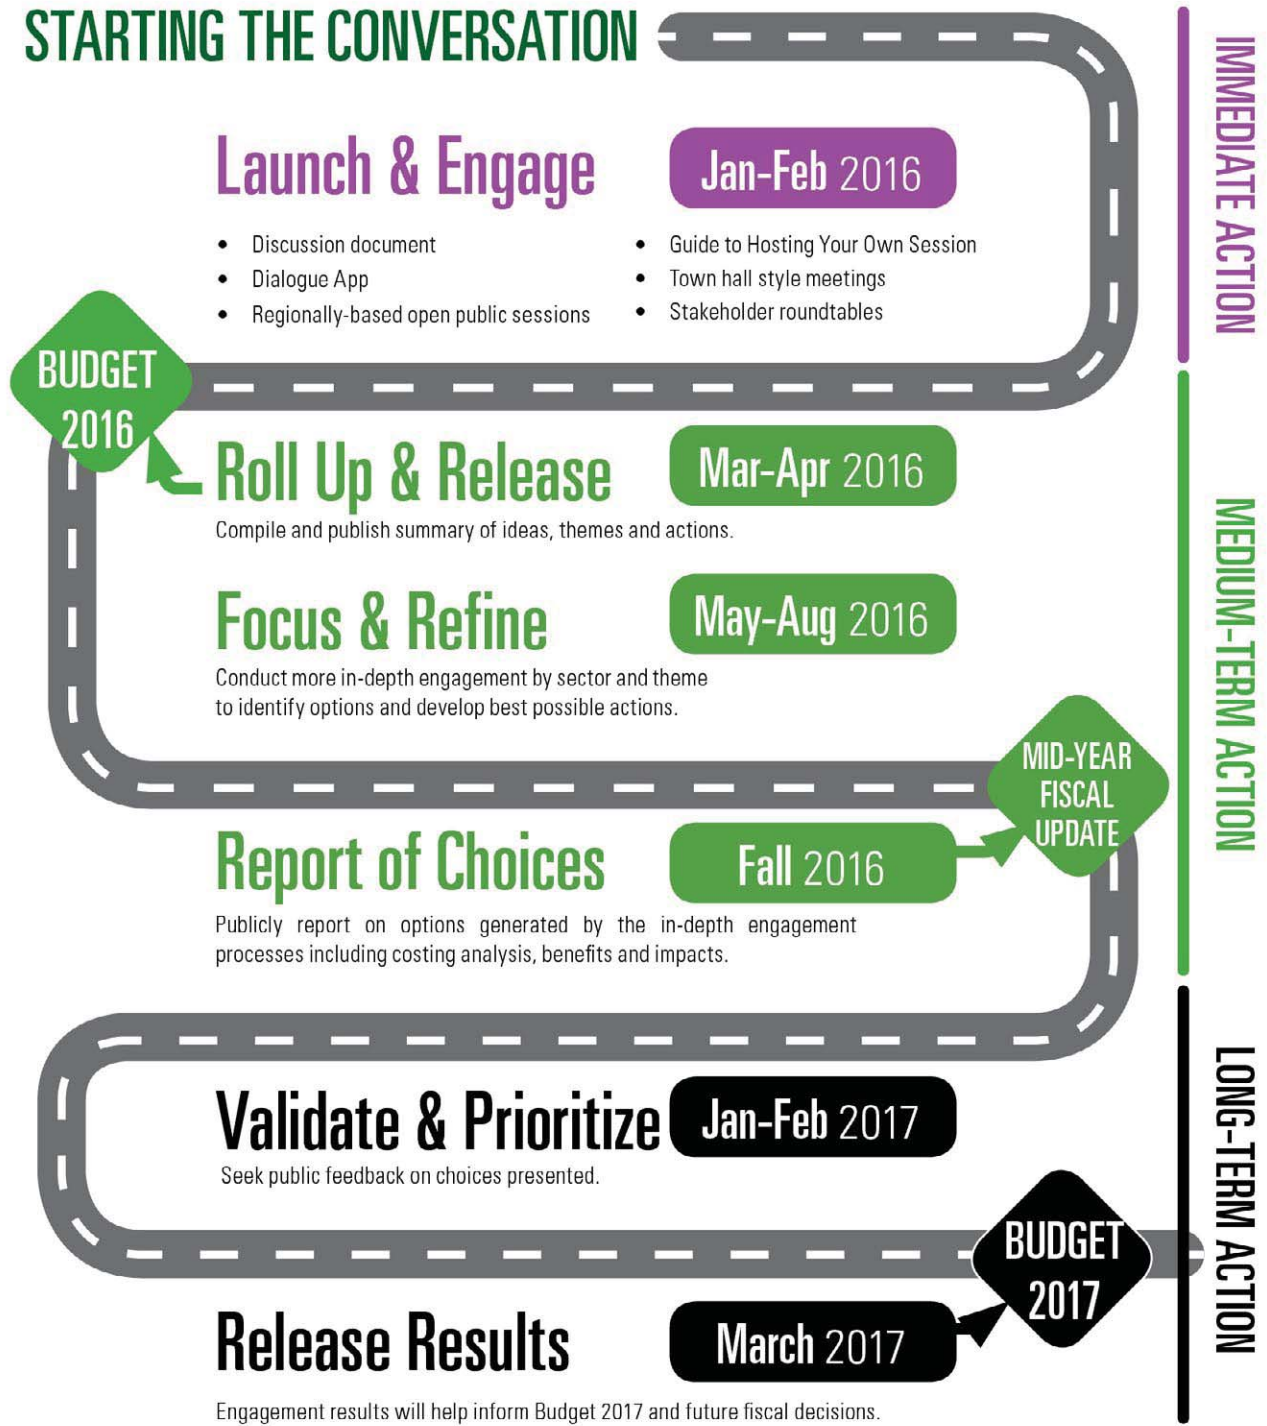 STARTING THE CONVERSATION
IMMEDIATE ACTION
Launch & Engage
Jan-Feb 2016
• Discussion document
• Dialogue App
• Regionally-based open public sessions
• Guide to Hosting Your Own Session
• Town hall style meetings
• Stakeholder roundtables
BUDGET
2016
MEDIUM-TERM ACTION
Roll Up & Release
Mar-Apr 2016
Compile and publish summary of ideas, themes and actions.
Focus & Refine
May-Aug 2016
Conduct more in-depth engagement by sector and theme
to identify options and develop best possible actions.
MID-YEAR
FISCAL
UPDATE
Report of Choices
Fall 2016
Publicly report on options generated by the in-depth engagement
processes including costing analysis, benefits and impacts.
LONG-TERM ACTION
Validate & Prioritize
Jan-Feb 2017
Seek public feedback on choices presented.
BUDGET
2017
Release Results
March 2017
Engagement results will help inform Budget 2017 and future fiscal decisions.